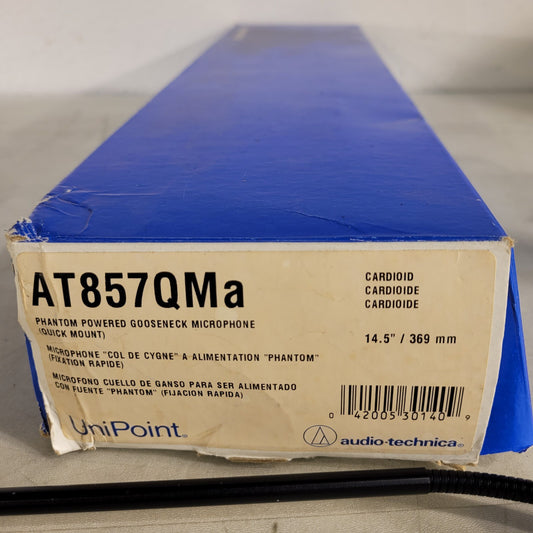 AT857QMa
PHANTOM POWERED GOOSENECK MICROPHONE
(QUICK MOUNT)
MICROPHONE "COL DE CYGNE" A ALIMENTATION "PHANTOM"
(FIXATION RAPIDE)
MICROFONO CUELLO DE GANSO PARA SER ALIMENTADO
CON FUENTE "PHANTOM" (FIJACION RAPIDA)
UniPoint®
CARDIOID
CARDIOIDE
CARDIOIDE
14.5" / 369 mm
0 42005 30140 9
audio-technica®